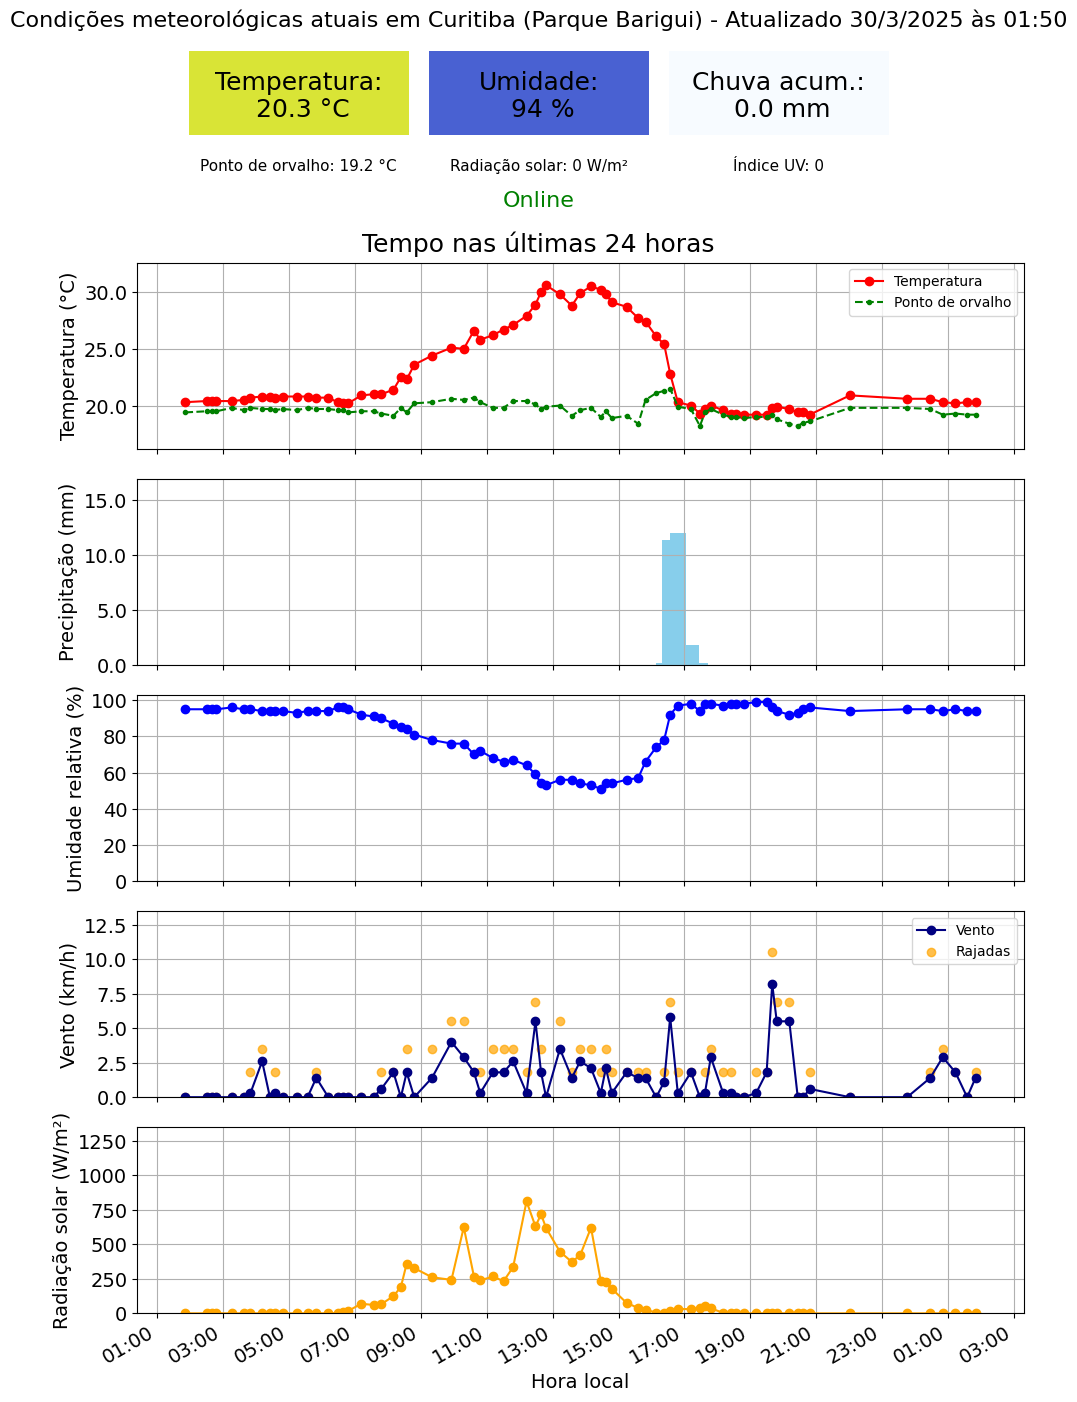 Condições meteorológicas atuais em Curitiba (Parque Barigui) - Atualizado 30/3/2025 às 01:50
Temperatura:
20.3 °C
Umidade:
94 %
Chuva acum.:
0.0 mm
Ponto de orvalho: 19.2 °C
Radiação solar: 0 W/m²
Índice UV: 0
Online
Tempo nas últimas 24 horas
Temperatura (°C)
30.0
25.0
20.0
Temperatura
Ponto de orvalho
Precipitação (mm)
15.0
10.0
5.0
0.0
Umidade relativa (%)
100
80
60
40
20
0
Vento (km/h)
12.5
10.0
7.5
5.0
2.5
0.0
Vento
Rajadas
Radiação solar (W/m²)
1250
1000
750
500
250
0
01:00
03:00
05:00
07:00
09:00
11:00
13:00
15:00
17:00
19:00
21:00
23:00
01:00
03:00
Hora local